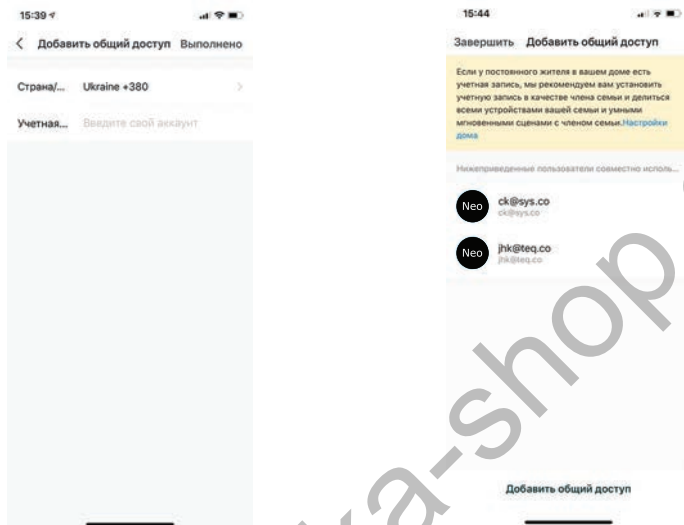 15:39
Добавить общий доступ Выполнено
Страна/... Ukraine +380
Учетная... Введите свой аккаунт
15:44
Завершить Добавить общий доступ
Если у постоянного жителя в вашем доме есть
учетная запись, мы рекомендуем вам установить
учетную запись в качестве члена семьи и делиться
всеми устройствами вашей семьи и умными
мгновенными сценами с членом семьи.Настройки
дома
Нижеприведенные пользователи совместно исполь...
Neo ck@sys.co
ck@sys.co
Neo jhk@teq.co
jhk@teq.co
Добавить общий доступ
ka-shop